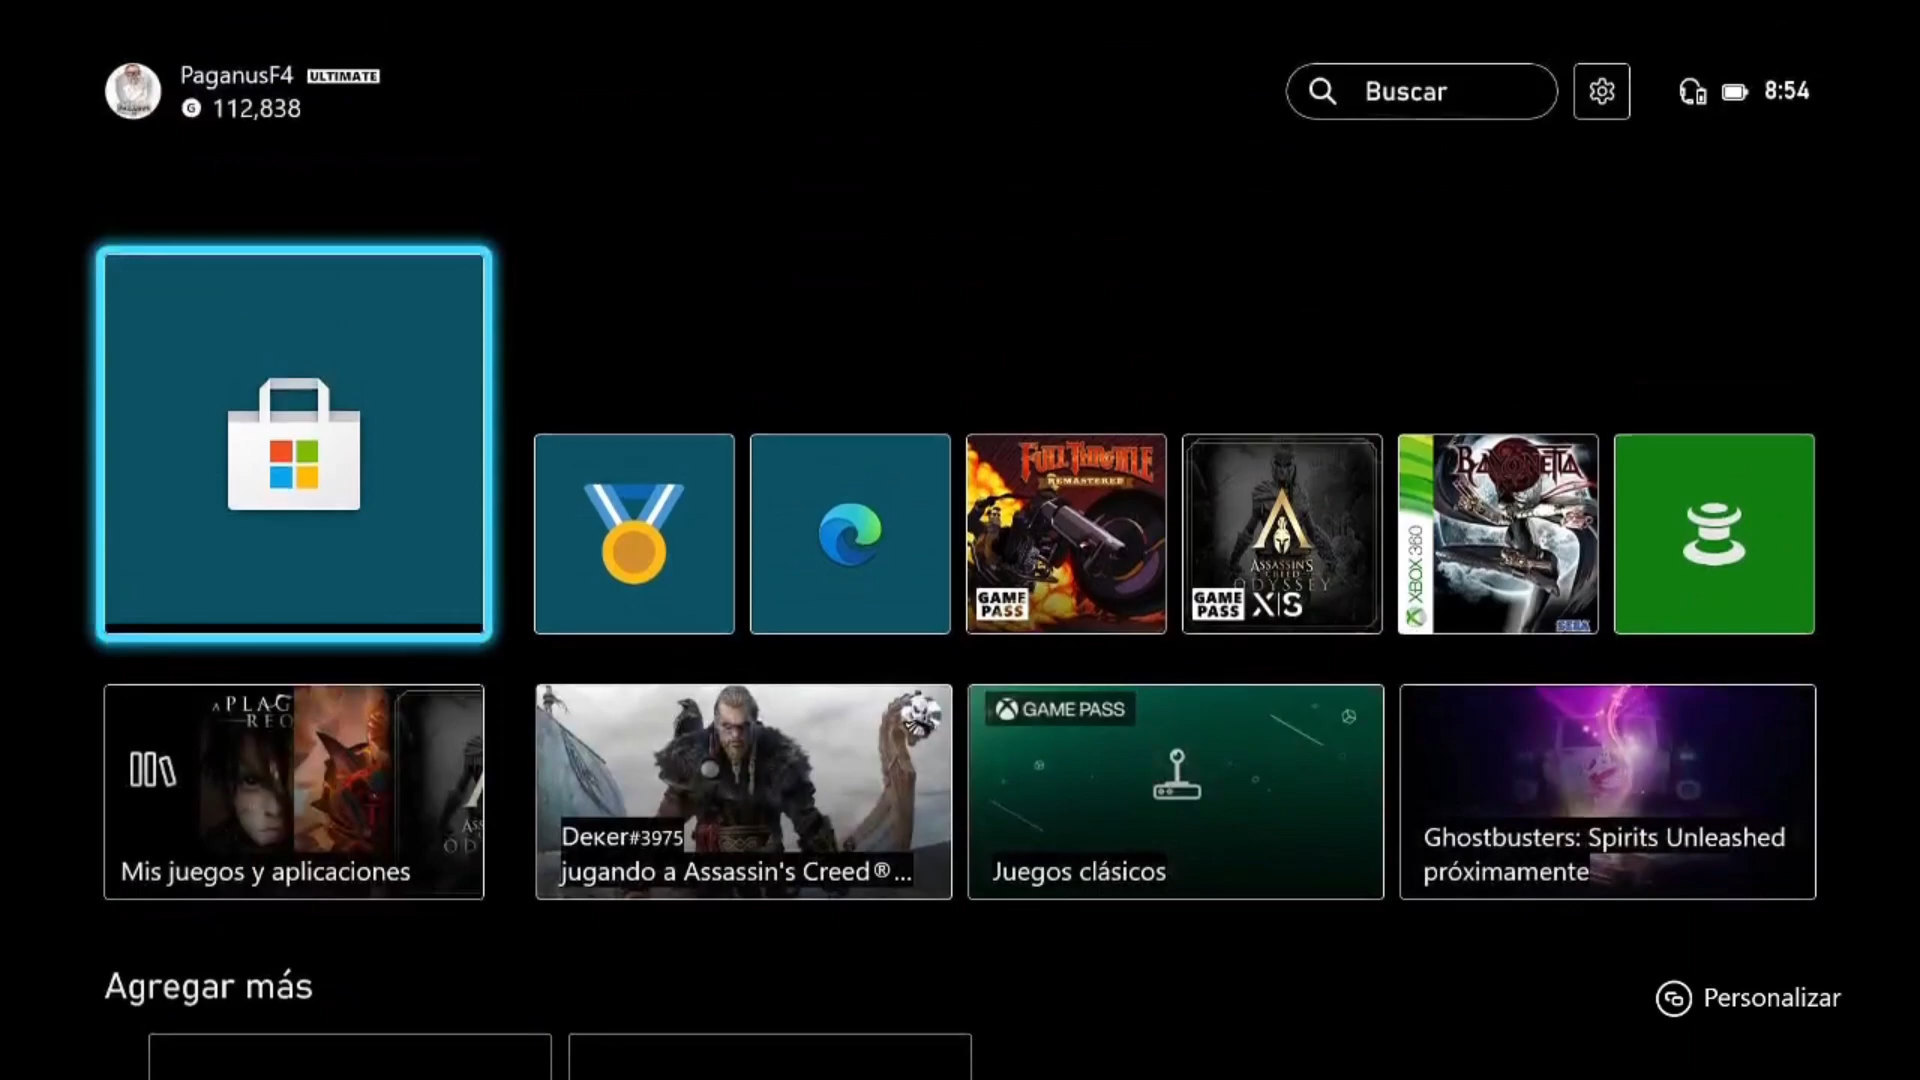 PaganusF4 ULTIMATE
G 112,838
Buscar
8:54
FULL THROTTLE
REMASTERED
GAME
PASS
ASSASSIN'S
CREED
ODYSSEY
GAME
PASS
X|S
BAYONETTA
XBOX 360
SEGA
A PLAG
REQ
Mis juegos y aplicaciones
Deker#3975
jugando a Assassin's Creed®...
GAME PASS
Juegos clásicos
Ghostbusters: Spirits Unleashed
próximamente
Agregar más
Personalizar